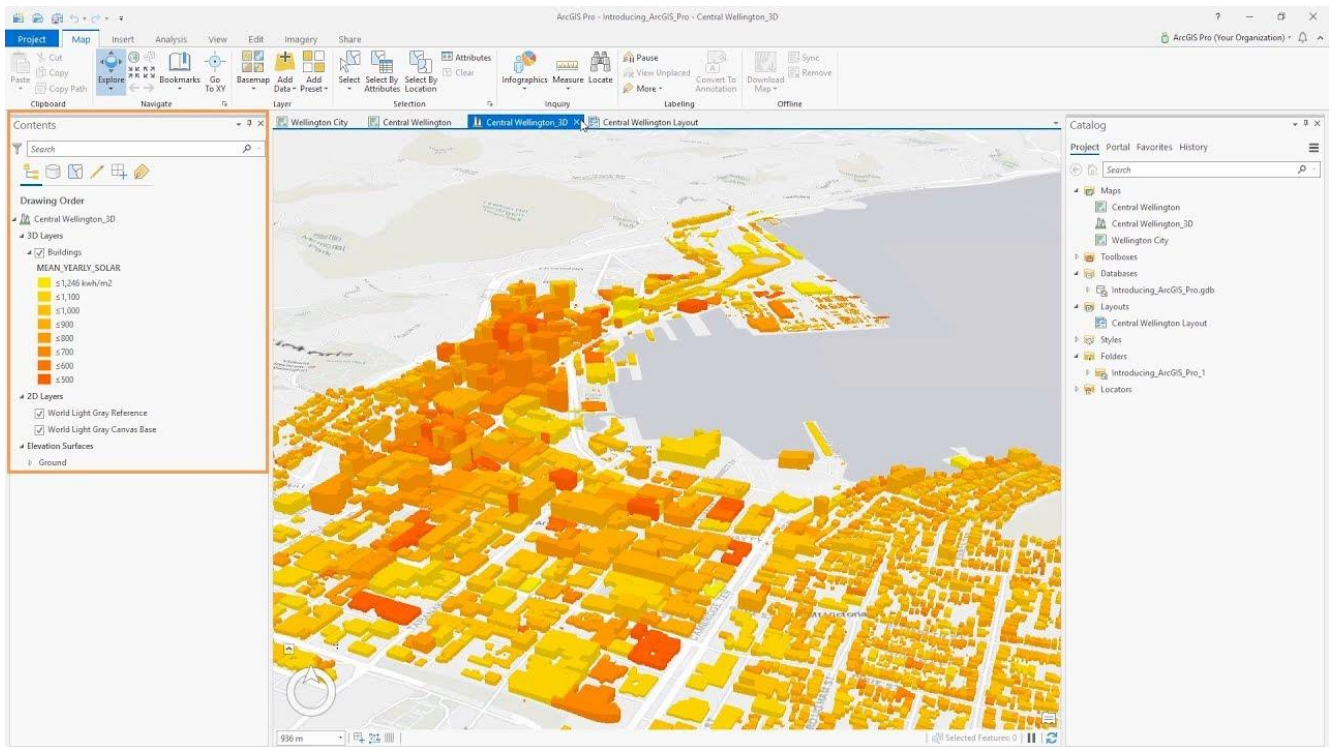 ArcGIS Pro - Introducing_ArcGIS_Pro - Central Wellington_3D
?
Project Map Insert Analysis View Edit Imagery Share
ArcGIS Pro (Your Organization)
Paste
Cut
Copy
Copy Path
Clipboard
Explore
Bookmarks
Go To XY
Navigate
Basemap
Add Data
Add Preset
Layer
Select
Select By Attributes
Select By Location
Attributes
Clear
Selection
Infographics
Measure
Locate
Inquiry
Pause
View Unplaced
More
Convert To Annotation
Labeling
Download Map
Sync
Remove
Offline
Contents
Search
Drawing Order
Central Wellington_3D
3D Layers
Buildings
MEAN_YEARLY_SOLAR
≤1,246 kwh/m2
≤1,100
≤1,000
≤900
≤800
≤700
≤600
≤500
2D Layers
World Light Gray Reference
World Light Gray Canvas Base
Elevation Surfaces
Ground
Wellington City
Central Wellington
Central Wellington_3D
Central Wellington Layout
936 m
Selected Features: 0
Catalog
Project Portal Favorites History
Search
Maps
Central Wellington
Central Wellington_3D
Wellington City
Toolboxes
Databases
Introducing_ArcGIS_Pro.gdb
Layouts
Central Wellington Layout
Styles
Folders
Introducing_ArcGIS_Pro_1
Locators